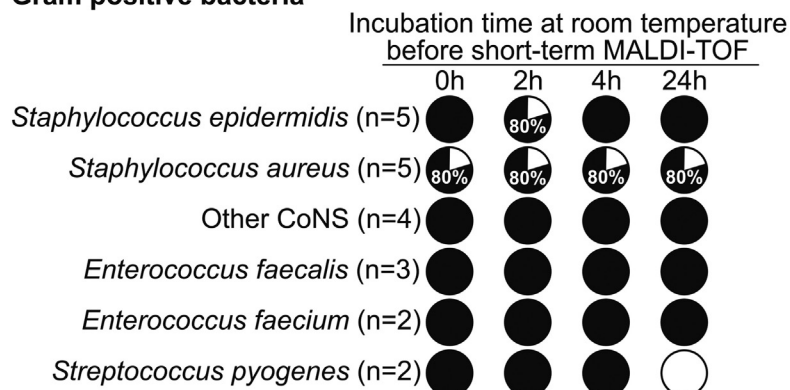 Gram positive bacteria
Incubation time at room temperature
before short-term MALDI-TOF
0h 2h 4h 24h
Staphylococcus epidermidis (n=5) 80%
Staphylococcus aureus (n=5) 80% 80% 80% 80%
Other CoNS (n=4)
Enterococcus faecalis (n=3)
Enterococcus faecium (n=2)
Streptococcus pyogenes (n=2)